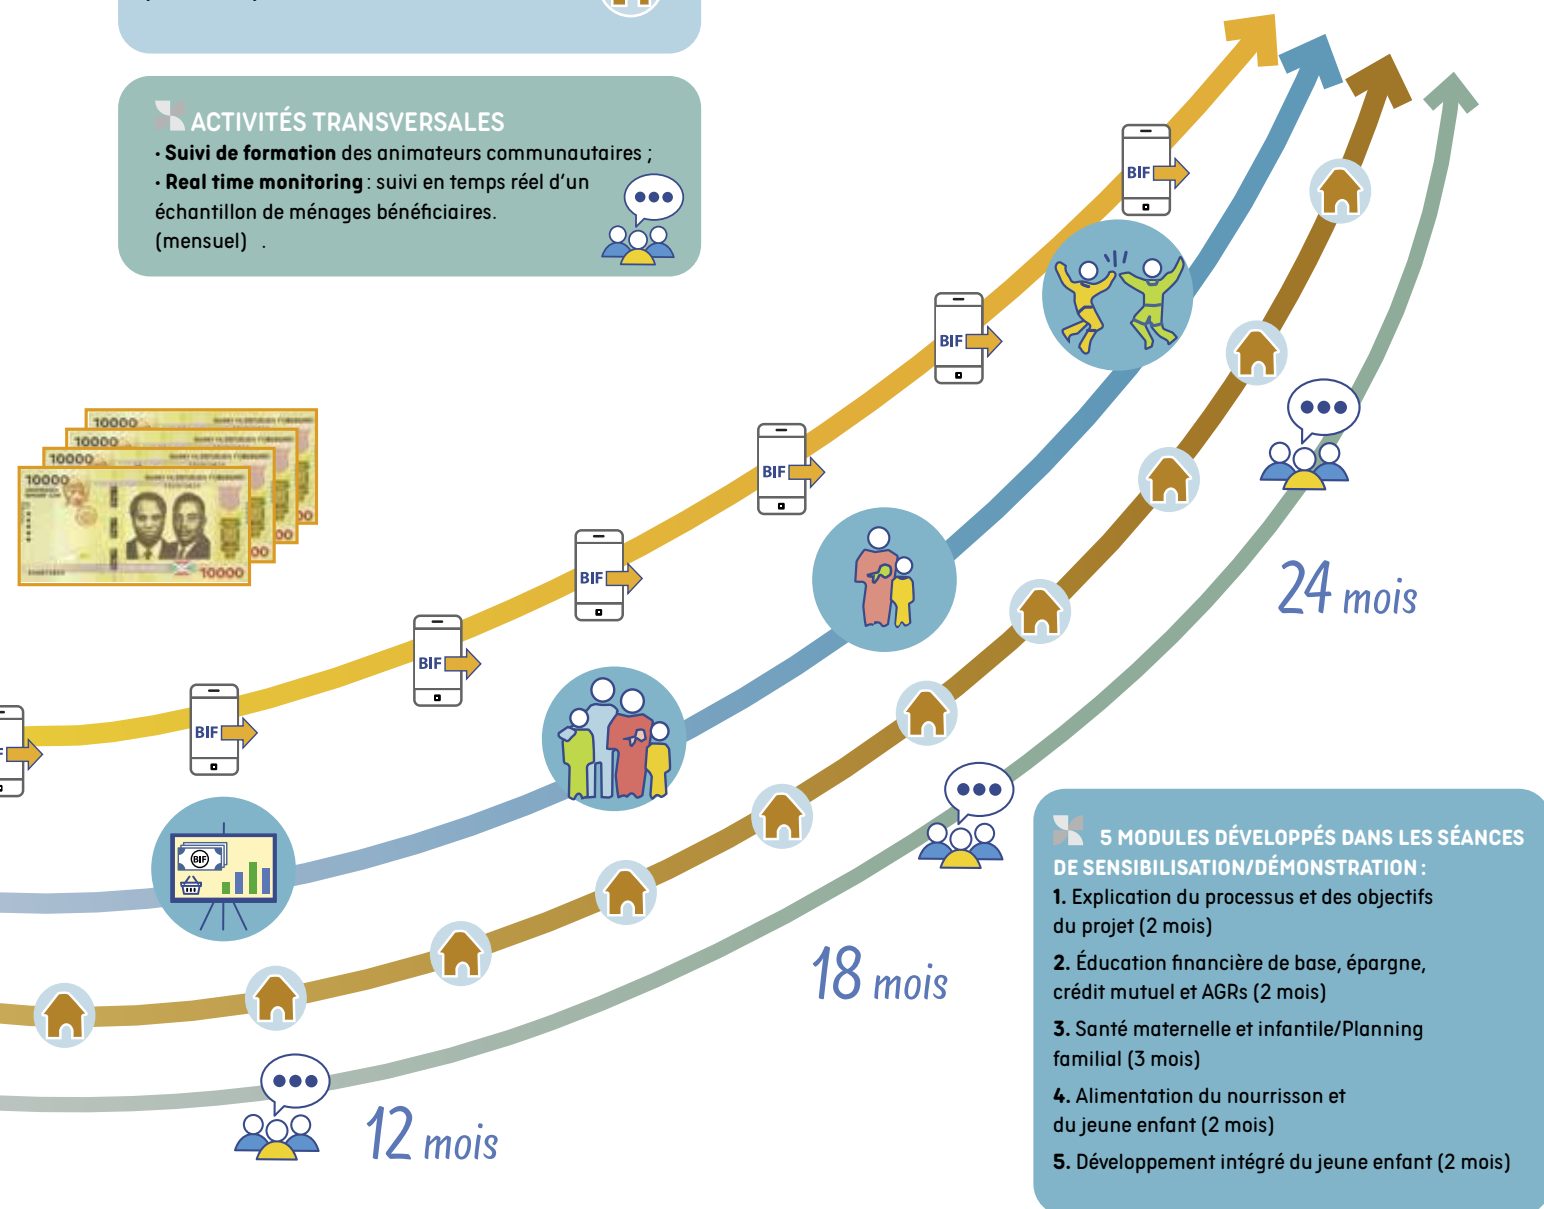 ACTIVITÉS TRANSVERSALES
• Suivi de formation des animateurs communautaires ;
• Real time monitoring : suivi en temps réel d'un
échantillon de ménages bénéficiaires.
(mensuel) .
BIF
BIF
10000
10000
10000
10000
10000
BIF
BIF
BIF
24 mois
BIF
BIF
5 MODULES DÉVELOPPÉS DANS LES SÉANCES
DE SENSIBILISATION/DÉMONSTRATION :
1. Explication du processus et des objectifs
du projet (2 mois)
2. Éducation financière de base, épargne,
crédit mutuel et AGRs (2 mois)
3. Santé maternelle et infantile/Planning
familial (3 mois)
4. Alimentation du nourrisson et
du jeune enfant (2 mois)
5. Développement intégré du jeune enfant (2 mois)
18 mois
12 mois